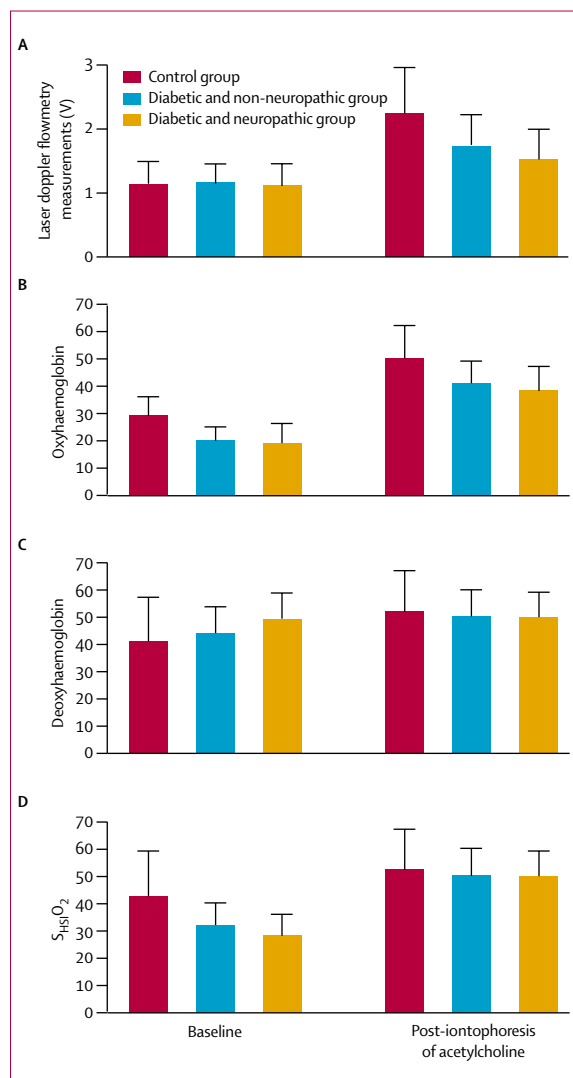 A
Laser doppler flowmetry
measurements (V)
3
2
1
0
Control group
Diabetic and non-neuropathic group
Diabetic and neuropathic group
B
Oxyhaemoglobin
70
60
50
40
30
20
10
0
C
Deoxyhaemoglobin
70
60
50
40
30
20
10
0
D
SHSIO2
70
60
50
40
30
20
10
0
Baseline
Post-iontophoresis
of acetylcholine